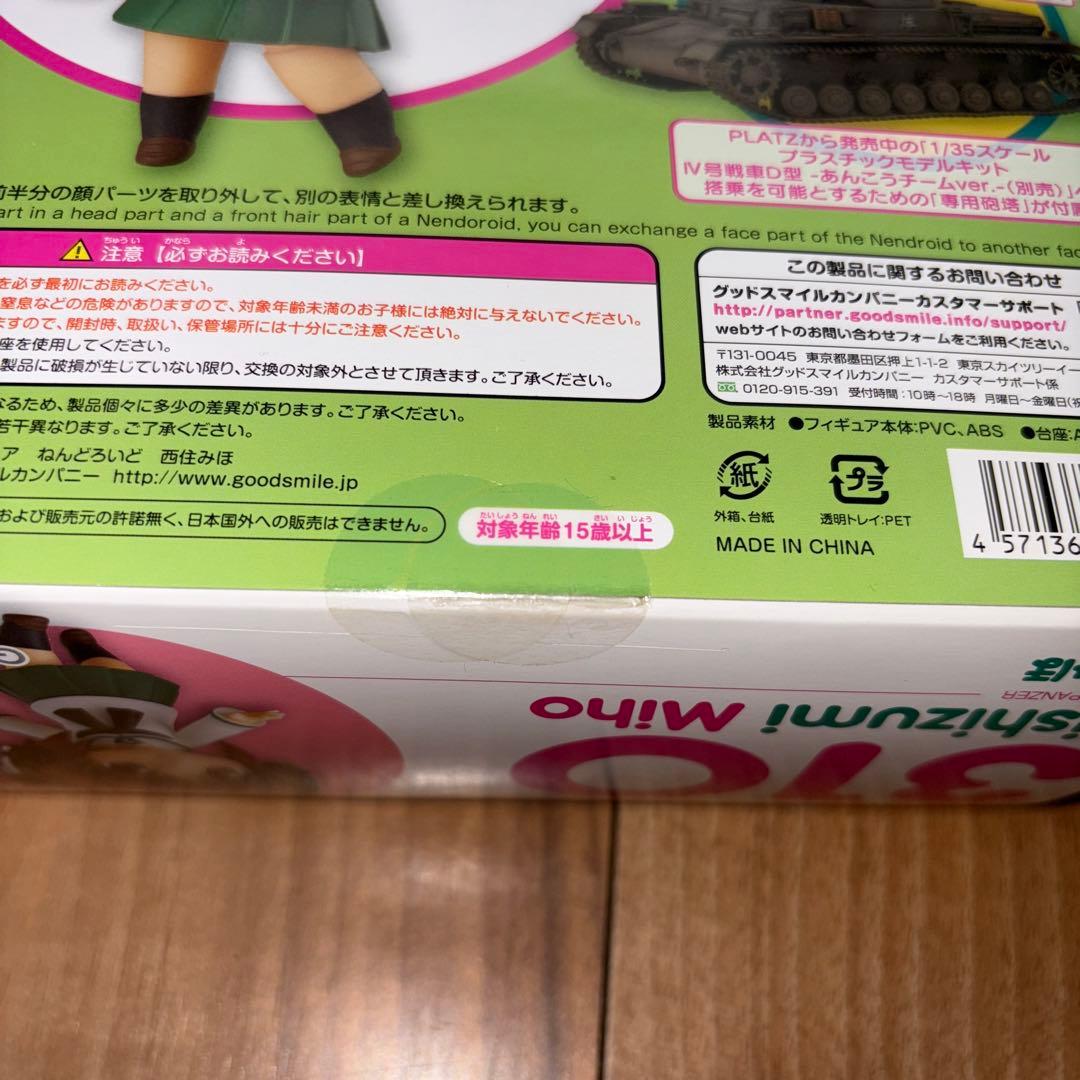 PLATZから発売中の「1/35スケール
プラスチックモデルキット
Ⅳ号戦車D型 -あんこうチームver.-(別売)」
搭乗を可能とするための「専用砲塔」が付
前半分の顔パーツを取り外して、別の表情と差し換えられます。
art in a head part and a front hair part of a Nendoroid, you can exchange a face part of the Nendroid to another fac
注意【必ずお読みください】
を必ず最初にお読みください。
窒息などの危険がありますので、対象年齢未満のお子様には絶対に与えないでください。
ますので、開封時、取扱い、保管場所には十分にご注意ください。
座を使用してください。
製品に破損が生じていない限り、交換の対象外とさせて頂きます。ご了承ください。
なるため、製品個々に多少の差異があります。ご了承ください。
若干異なります。ご了承ください。
ア ねんどろいど 西住みほ
ルカンパニー http://www.goodsmile.jp
および販売元の許諾無く、日本国外への販売はできません。
対象年齢15歳以上
この製品に関するお問い合わせ
グッドスマイルカンパニーカスタマーサポート
http://partner.goodsmile.info/support/
webサイトのお問い合わせフォームをご利用ください。
〒131-0045 東京都墨田区押上1-1-2 東京スカイツリーイー
株式会社グッドスマイルカンパニー カスタマーサポート係
0120-915-391 受付時間:10時〜18時 月曜日〜金曜日(祝
製品素材 ●フィギュア本体:PVC、ABS ●台座:A
紙
プラ
外箱、台紙
透明トレイ:PET
MADE IN CHINA
4 57136
みほ
PANZER
ishizumi Miho
310